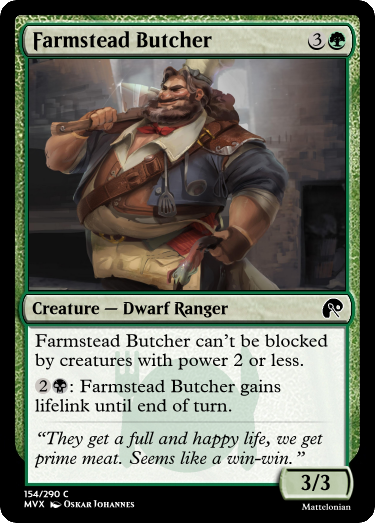 Farmstead Butcher 3
Creature — Dwarf Ranger
Farmstead Butcher can't be blocked
by creatures with power 2 or less.
2: Farmstead Butcher gains
lifelink until end of turn.
“They get a full and happy life, we get
prime meat. Seems like a win-win.”
3/3
154/290 C
MVX Oskar Johannes
Mattelonian